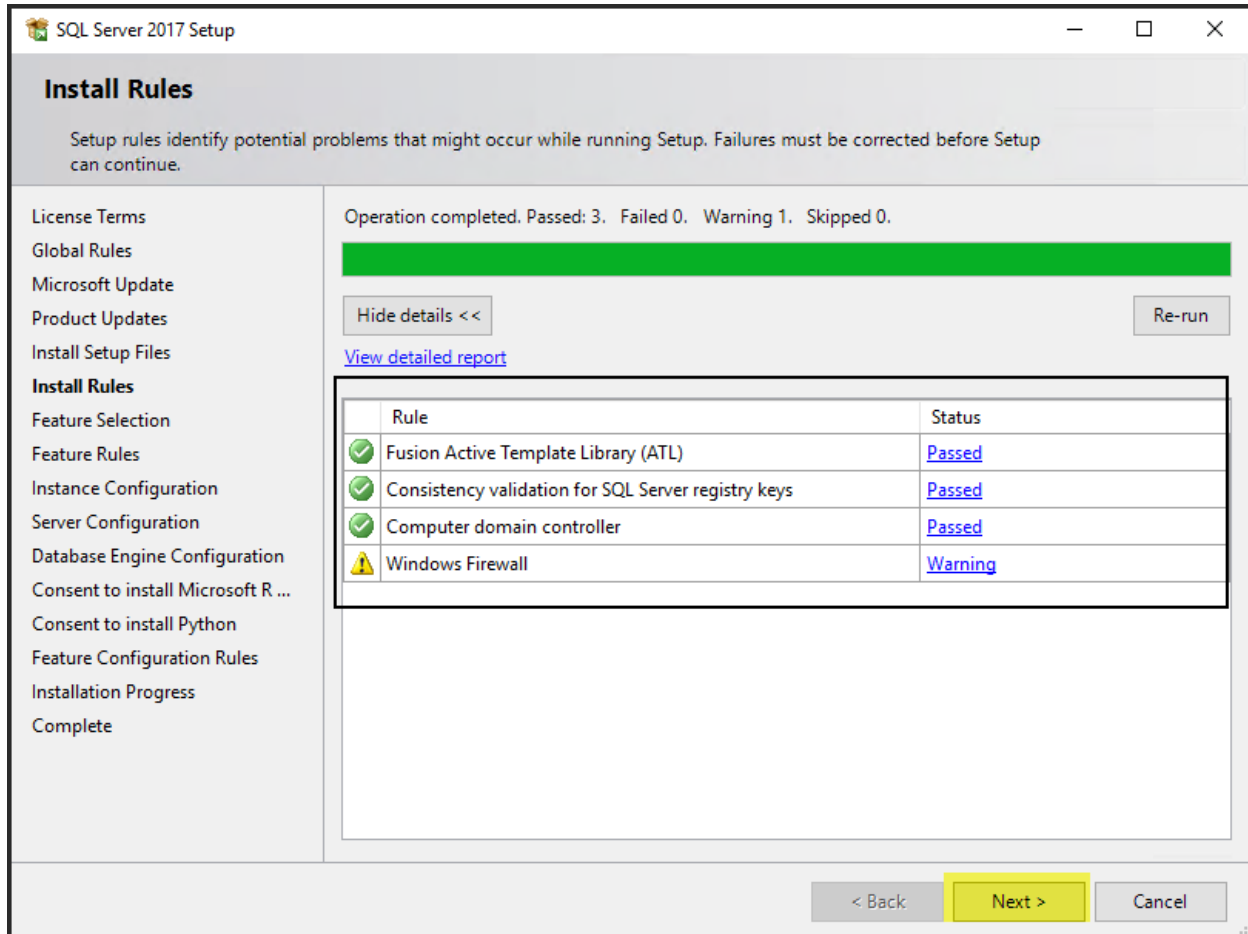 SQL Server 2017 Setup
Install Rules
Setup rules identify potential problems that might occur while running Setup. Failures must be corrected before Setup
can continue.
License Terms
Global Rules
Microsoft Update
Product Updates
Install Setup Files
Install Rules
Feature Selection
Feature Rules
Instance Configuration
Server Configuration
Database Engine Configuration
Consent to install Microsoft R ...
Consent to install Python
Feature Configuration Rules
Installation Progress
Complete
Operation completed. Passed: 3.   Failed 0.   Warning 1.   Skipped 0.
Hide details <<
Re-run
View detailed report
Rule Status
Fusion Active Template Library (ATL) Passed
Consistency validation for SQL Server registry keys Passed
Computer domain controller Passed
Windows Firewall Warning
< Back
Next >
Cancel